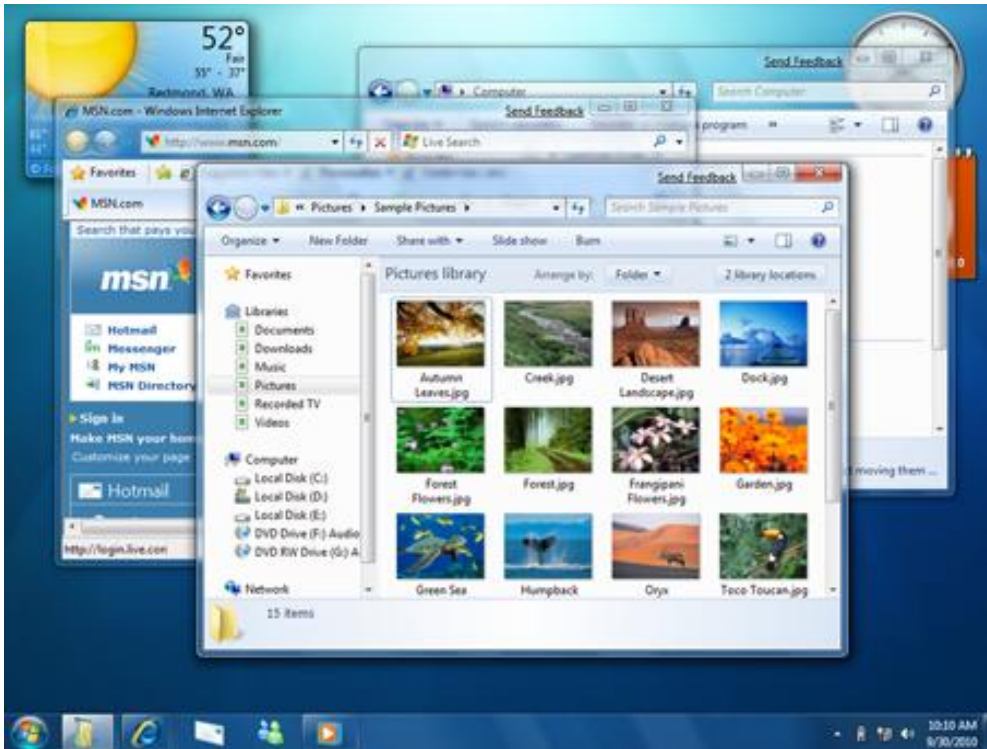 52°
Fair
55° - 37°
Redmond, WA
Send Feedback
Computer
Search Computer
program
MSN.com - Windows Internet Explorer
Send Feedback
http://www.msn.com/
Live Search
Favorites
MSN.com
Search that pays you
msn
Hotmail
Messenger
My MSN
MSN Directory
Sign in
Make MSN your home
Customize your page
Hotmail
http://login.live.com
moving them ...
Send Feedback
Pictures
Sample Pictures
Search Sample Pictures
Organize
New Folder
Share with
Slide show
Burn
Favorites
Libraries
Documents
Downloads
Music
Pictures
Recorded TV
Videos
Computer
Local Disk (C:)
Local Disk (D:)
Local Disk (E:)
DVD Drive (F:) Audio
DVD RW Drive (G:) A
Network
Pictures library
Arrange by:
Folder
2 library locations
Autumn
Leaves.jpg
Creek.jpg
Desert
Landscape.jpg
Dock.jpg
Forest
Flowers.jpg
Forest.jpg
Frangipani
Flowers.jpg
Garden.jpg
Green Sea
Humpback
Oryx
Toco Toucan.jpg
15 items
10:10 AM
9/30/2010